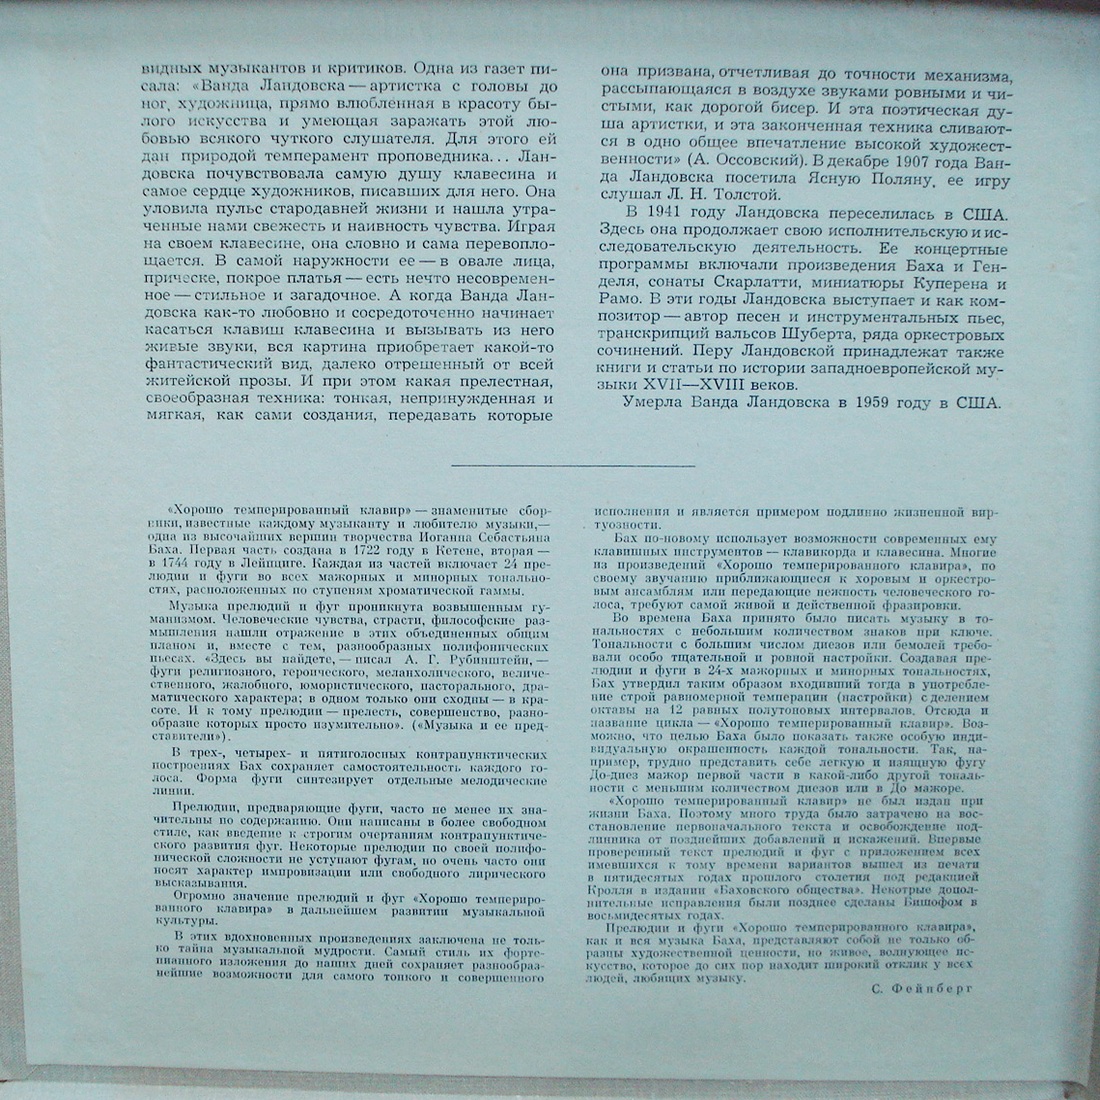 видных музыкантов и критиков. Одна из газет пи-
сала: «Ванда Ландовска — артистка с головы до
ног, художница, прямо влюбленная в красоту бы-
лого искусства и умеющая заражать этой лю-
бовью всякого чуткого слушателя. Для этого ей
дан природой темперамент проповедника... Лан-
довска почувствовала самую душу клавесина и
самое сердце художников, писавших для него. Она
уловила пульс стародавней жизни и нашла утра-
ченные нами свежесть и наивность чувства. Играя
на своем клавесине, она словно и сама перевопло-
щается. В самой наружности ее — в овале лица,
прическе, покрое платья — есть нечто несовремен-
ное — стильное и загадочное. А когда Ванда Лан-
довска как-то любовно и сосредоточенно начинает
касаться клавиш клавесина и вызывать из него
живые звуки, вся картина приобретает какой-то
фантастический вид, далеко отрешенный от всей
житейской прозы. И при этом какая прелестная,
своеобразная техника: тонкая, непринужденная и
мягкая, как сами создания, передавать которые
она призвана, отчетливая до точности механизма,
рассыпающаяся в воздухе звуками ровными и чи-
стыми, как дорогой бисер. И эта поэтическая ду-
ша артистки, и эта законченная техника сливают-
ся в одно общее впечатление высокой художест-
венности» (А. Оссовский). В декабре 1907 года Ван-
да Ландовска посетила Ясную Поляну, ее игру
слушал Л. Н. Толстой.
В 1941 году Ландовска переселилась в США.
Здесь она продолжает свою исполнительскую и ис-
следовательскую деятельность. Ее концертные
программы включали произведения Баха и Ген-
деля, сонаты Скарлатти, миниатюры Куперена и
Рамо. В эти годы Ландовска выступает и как ком-
позитор — автор песен и инструментальных пьес,
транскрипций вальсов Шуберта, ряда оркестровых
сочинений. Перу Ландовской принадлежат также
книги и статьи по истории западноевропейской му-
зыки XVII—XVIII веков.
Умерла Ванда Ландовска в 1959 году в США.
«Хорошо темперированный клавир» — знаменитые сбор-
ники, известные каждому музыканту и любителю музыки,—
одна из высочайших вершин творчества Иоганна Себастьяна
Баха. Первая часть создана в 1722 году в Кетене, вторая —
в 1744 году в Лейпциге. Каждая из частей включает 24 пре-
людии и фуги во всех мажорных и минорных тонально-
стях, расположенных по ступеням хроматической гаммы.
Музыка прелюдий и фуг проникнута возвышенным гу-
манизмом. Человеческие чувства, страсти, философские раз-
мышления нашли отражение в этих объединенных общим
планом и, вместе с тем, разнообразных полифонических
пьесах. «Здесь вы найдете, — писал А. Г. Рубинштейн, —
фуги религиозного, героического, меланхолического, величе-
ственного, жалобного, юмористического, пасторального, дра-
матического характера; в одном только они сходны — в кра-
соте. И к тому прелюдии — прелесть, совершенство, разно-
образие которых просто изумительно». («Музыка и ее пред-
ставители»).
В трех-, четырех- и пятиголосных контрапунктических
построениях Бах сохраняет самостоятельность каждого го-
лоса. Форма фуги синтезирует отдельные мелодические
линии.
Прелюдии, предваряющие фуги, часто не менее их зна-
чительны по содержанию. Они написаны в более свободном
стиле, как введение к строгим очертаниям контрапунктиче-
ского развития фуг. Некоторые прелюдии по своей полифо-
нической сложности не уступают фугам, но очень часто они
носят характер импровизации или свободного лирического
высказывания.
Огромно значение прелюдий и фуг «Хорошо темпериро-
ванного клавира» в дальнейшем развитии музыкальной
культуры.
В этих вдохновенных произведениях заключена не толь-
ко тайна музыкальной мудрости. Самый стиль их форте-
пианного изложения до наших дней сохраняет разнообраз-
нейшие возможности для самого тонкого и совершенного
исполнения и является примером подлинно жизненной вир-
туозности.
Бах по-новому использует возможности современных ему
клавишных инструментов — клавикорда и клавесина. Многие
из произведений «Хорошо темперированного клавира», по
своему звучанию приближающиеся к хоровым и оркестро-
вым ансамблям или передающие нежность человеческого го-
лоса, требуют самой живой и действенной фразировки.
Во времена Баха принято было писать музыку в то-
нальностях с небольшим количеством знаков при ключе.
Тональности с большим числом диезов или бемолей требо-
вали особо тщательной и ровной настройки. Создавая пре-
людии и фуги в 24-х мажорных и минорных тональностях,
Бах утвердил таким образом входивший тогда в употребле-
ние строй равномерной темперации (настройки) с делением
октавы на 12 равных полутоновых интервалов. Отсюда и
название цикла — «Хорошо темперированный клавир». Воз-
можно, что целью Баха было показать также особую инди-
видуальную окрашенность каждой тональности. Так, на-
пример, трудно представить себе легкую и изящную фугу
До-диез мажор первой части в какой-либо другой тональ-
ности с меньшим количеством диезов или в До мажоре.
«Хорошо темперированный клавир» не был издан при
жизни Баха. Поэтому много труда было затрачено на вос-
становление первоначального текста и освобождение под-
линника от позднейших добавлений и искажений. Впервые
проверенный текст прелюдий и фуг с приложением всех
имевшихся к тому времени вариантов вышел из печати
в пятидесятых годах прошлого столетия под редакцией
Кролля в издании «Баховского общества». Некоторые допол-
нительные исправления были позднее сделаны Бишофом в
восьмидесятых годах.
Прелюдии и фуги «Хорошо темперированного клавира»,
как и вся музыка Баха, представляют собой не только об-
разцы художественной ценности, но живое, волнующее ис-
кусство, которое до сих пор находит широкий отклик у всех
людей, любящих музыку.
С. Фейнберг